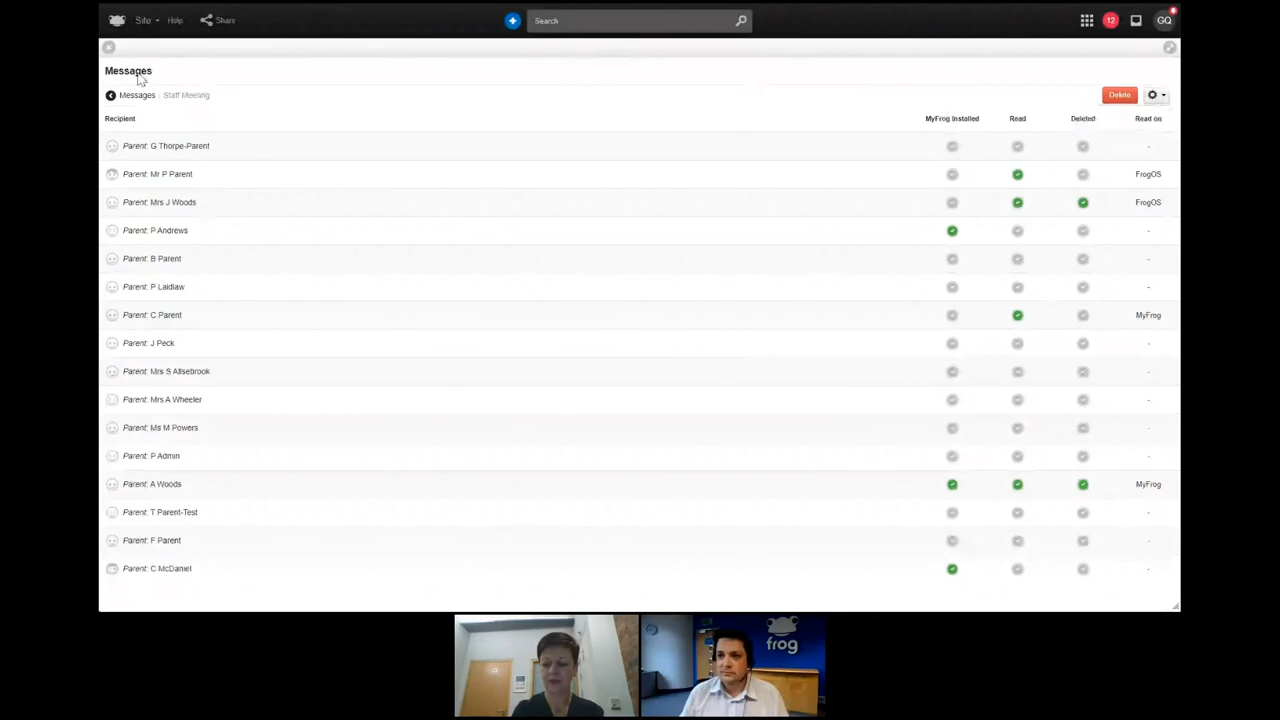 Site Help Share Search 12 GQ
Messages
Messages / Staff Meeting Delete
Recipient MyFrog Installed Read Deleted Read on
Parent: G Thorpe-Parent -
Parent: Mr P Parent FrogOS
Parent: Mrs J Woods FrogOS
Parent: P Andrews -
Parent: B Parent -
Parent: P Laidlaw -
Parent: C Parent MyFrog
Parent: J Peck -
Parent: Mrs S Allsebrook -
Parent: Mrs A Wheeler -
Parent: Ms M Powers -
Parent: P Admin -
Parent: A Woods MyFrog
Parent: T Parent-Test -
Parent: F Parent -
Parent: C McDaniel -
frog